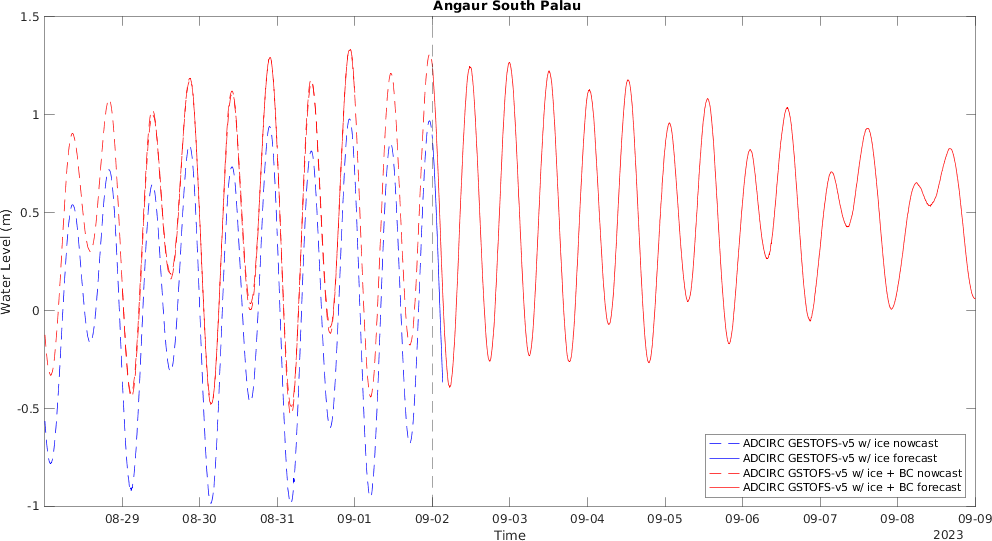 Angaur South Palau
1.5
1
0.5
0
-0.5
-1
Water Level (m)
08-29 08-30 08-31 09-01 09-02 09-03 09-04 09-05 09-06 09-07 09-08 09-09
Time
2023
ADCIRC GESTOFS-v5 w/ ice nowcast
ADCIRC GESTOFS-v5 w/ ice forecast
ADCIRC GSTOFS-v5 w/ ice + BC nowcast
ADCIRC GSTOFS-v5 w/ ice + BC forecast